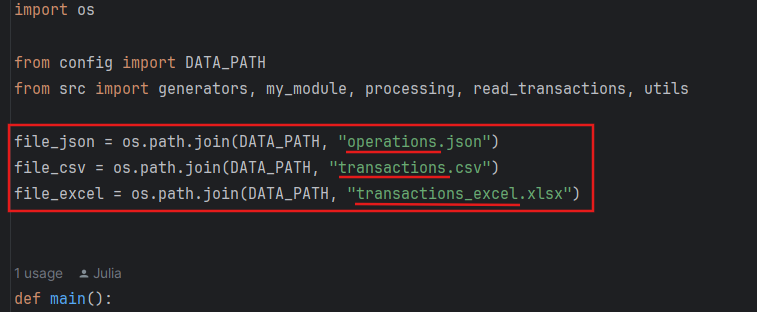 import os
from config import DATA_PATH
from src import generators, my_module, processing, read_transactions, utils
file_json = os.path.join(DATA_PATH, "operations.json")
file_csv = os.path.join(DATA_PATH, "transactions.csv")
file_excel = os.path.join(DATA_PATH, "transactions_excel.xlsx")
1 usage Julia
def main():